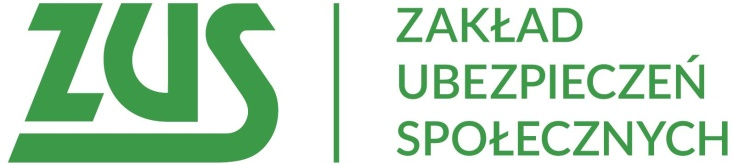 ZUS
ZAKŁAD
UBEZPIECZEŃ
SPOŁECZNYCH